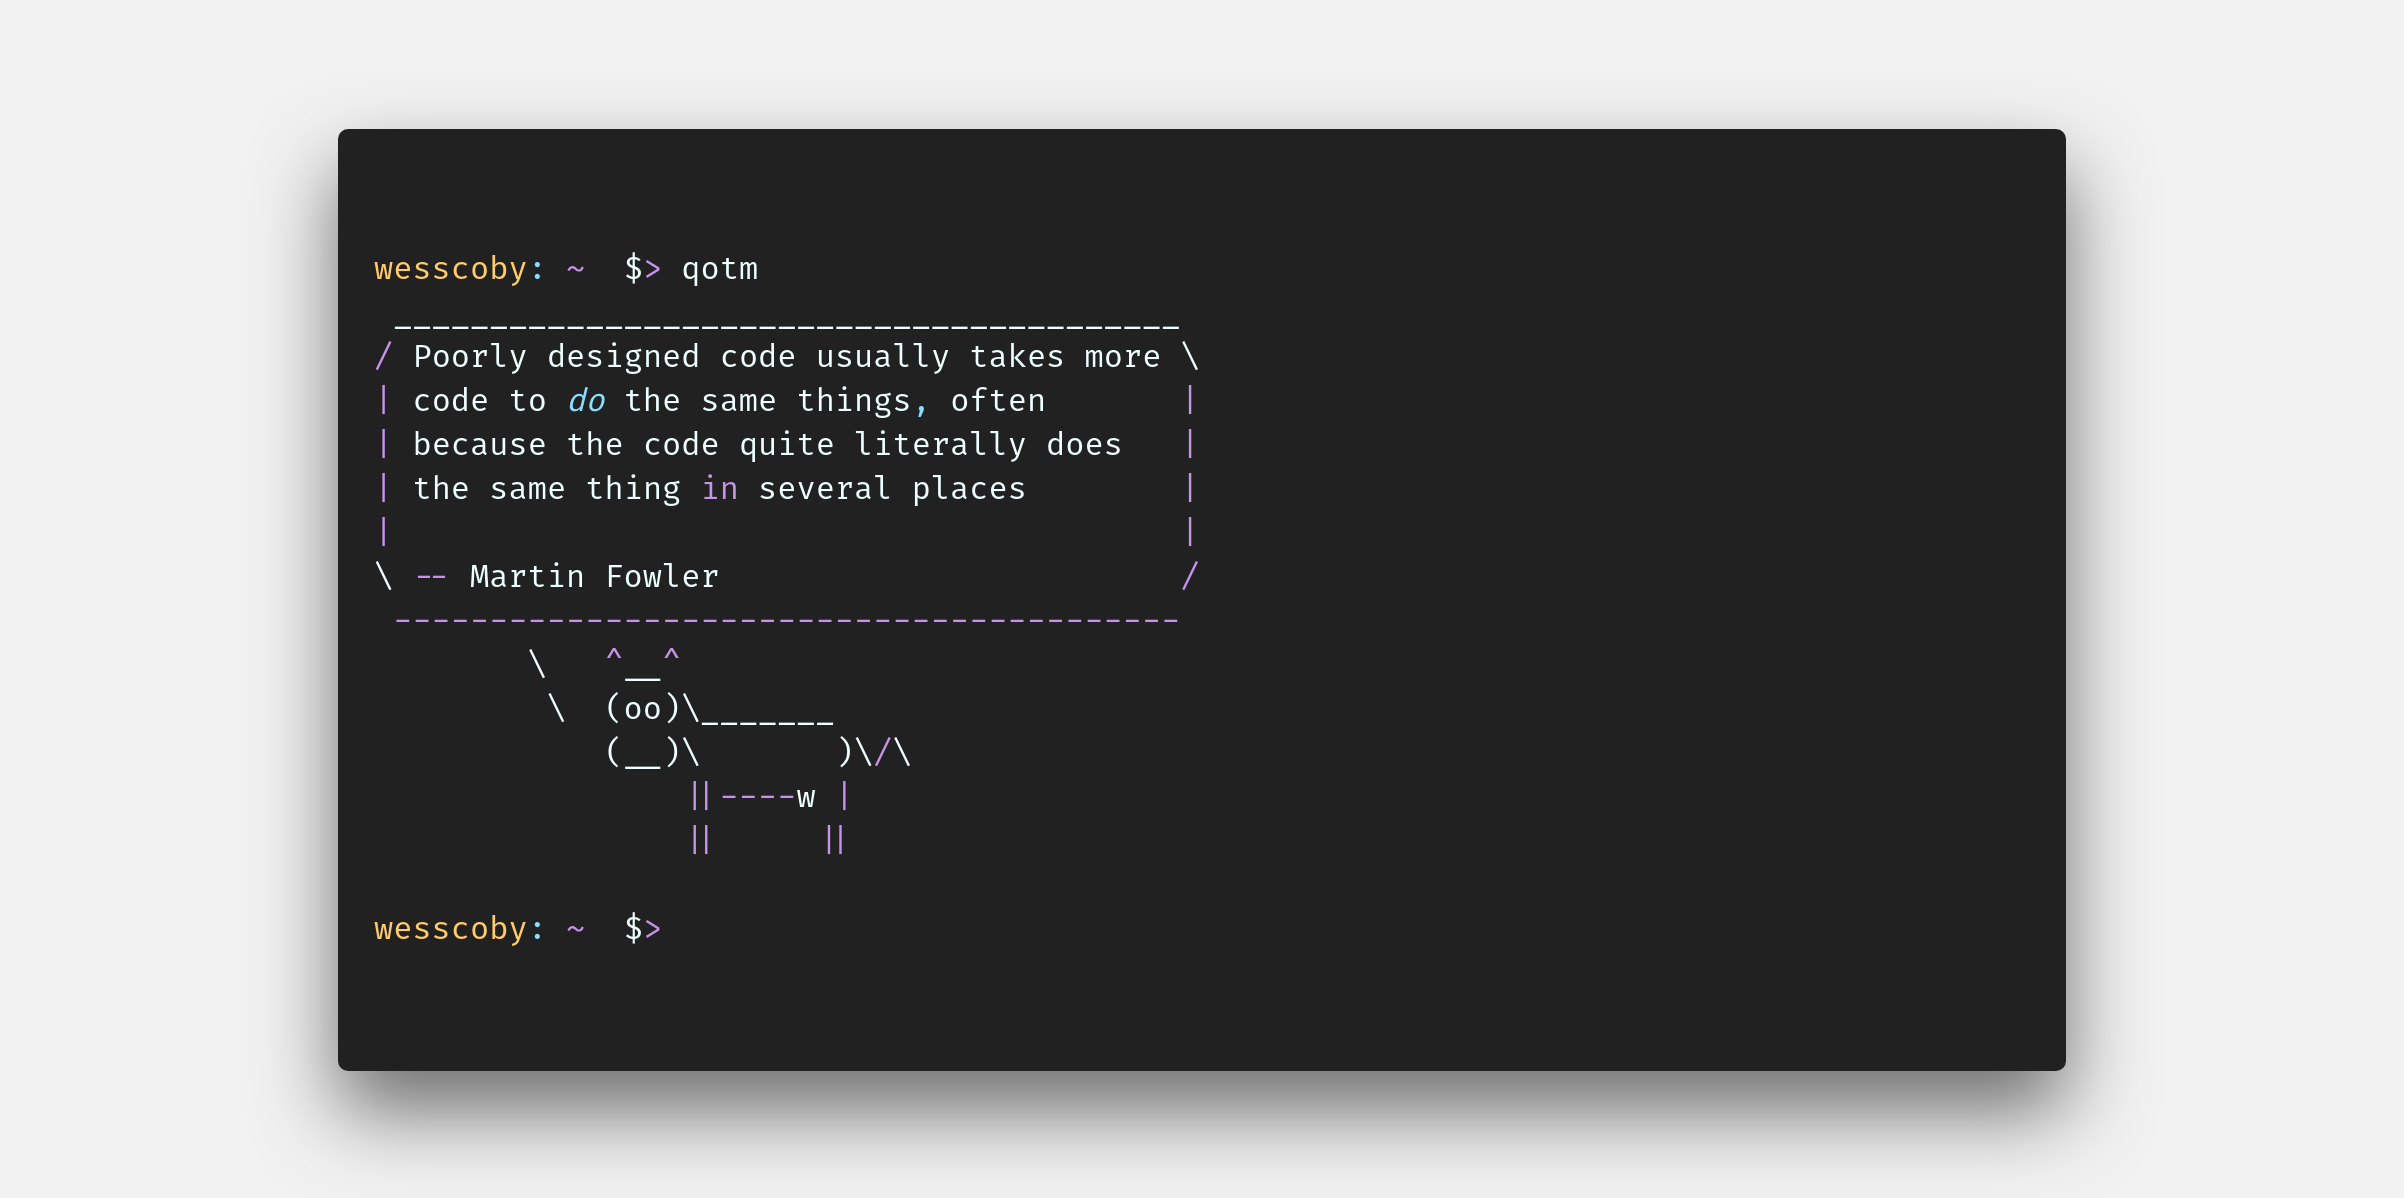 wesscoby: ~  $> qotm
 _________________________________________
/ Poorly designed code usually takes more \
| code to do the same things, often       |
| because the code quite literally does   |
| the same thing in several places        |
|                                         |
\ -- Martin Fowler                        /
 -----------------------------------------
        \   ^__^
         \  (oo)\_______
            (__)\       )\/\
                ||----w |
                ||     ||
wesscoby: ~  $>